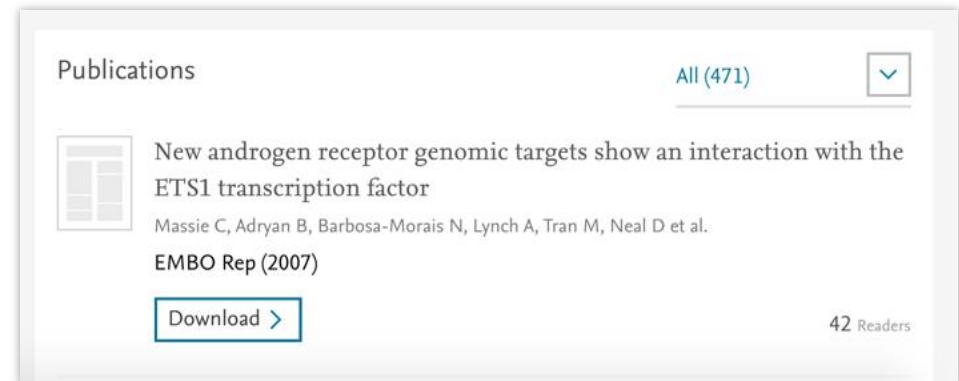 Publications
All (471)
New androgen receptor genomic targets show an interaction with the
ETS1 transcription factor
Massie C, Adryan B, Barbosa-Morais N, Lynch A, Tran M, Neal D et al.
EMBO Rep (2007)
Download
42 Readers